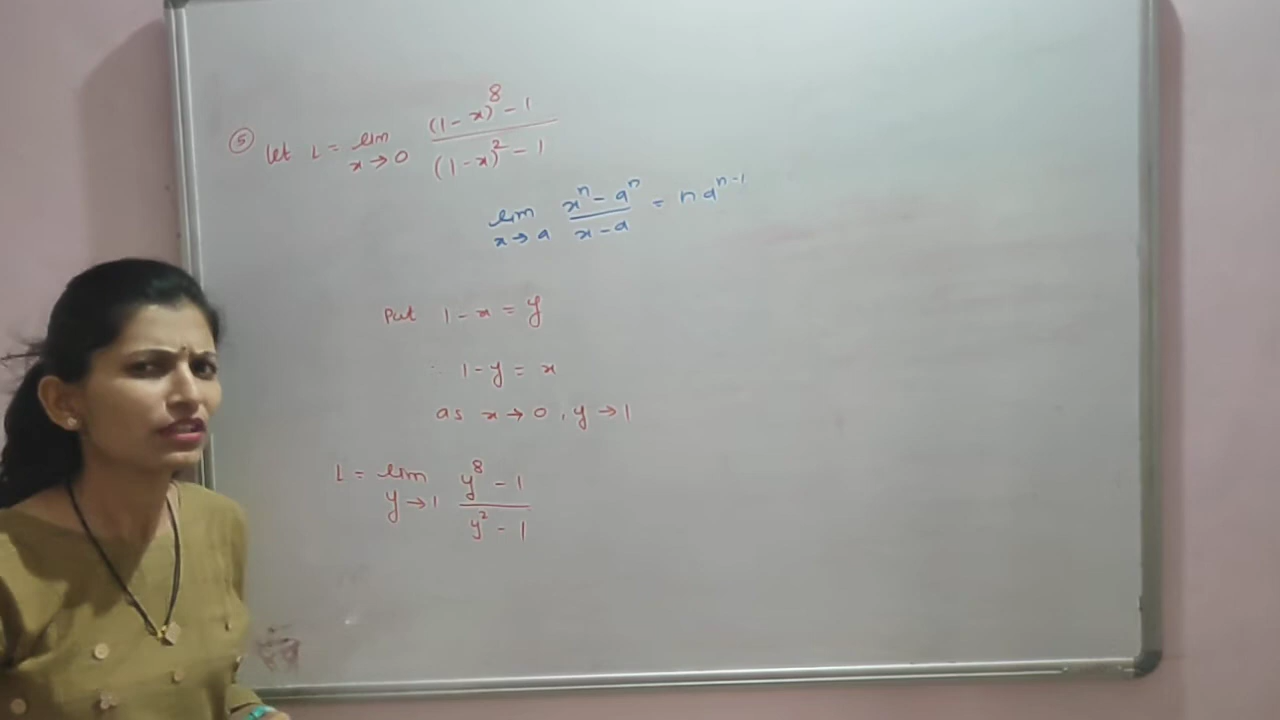 ⑤ Let L = lim x→0 (1-x)^8 - 1 / (1-x)^2 - 1
lim x→a x^n - a^n / x - a = n a^(n-1)
Put 1 - x = y
∴ 1 - y = x
as x → 0, y → 1
L = lim y→1 y^8 - 1 / y^2 - 1